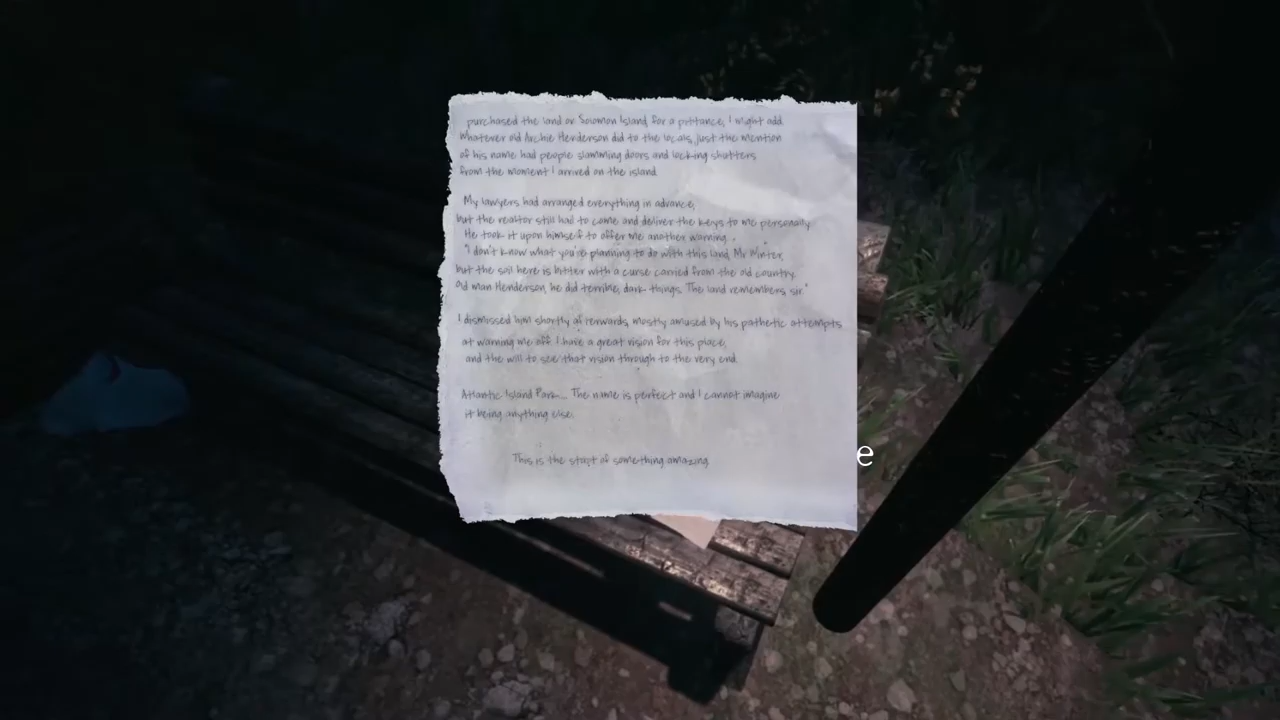 purchased the land or Solomon Island for a pittance, I might add.
Whatever old Archie Henderson did to the locals, just the mention
of his name had people slamming doors and locking shutters
from the moment I arrived on the island.
My lawyers had arranged everything in advance,
but the realtor still had to come and deliver the keys to me personally.
He took it upon himself to offer me another warning.
"I don't know what you're planning to do with this land, Mr Winter,
but the soil here is bitter with a curse carried from the old country.
Old man Henderson, he did terrible, dark things. The land remembers, sir."
I dismissed him shortly afterwards, mostly amused by his pathetic attempts
at warning me off. I have a great vision for this place,
and the will to see that vision through to the very end.
Atlantic Island Park... The name is perfect and I cannot imagine
it being anything else.
This is the start of something amazing.
e